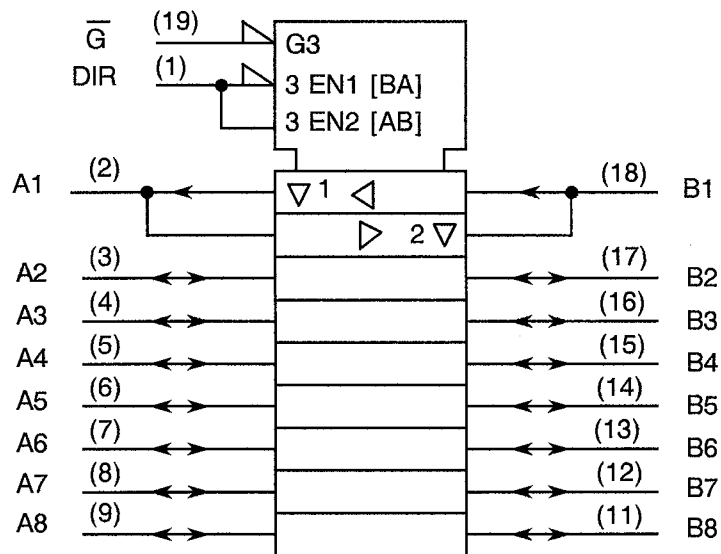 G̅ (19) G3
DIR (1) 3 EN1 [BA]
3 EN2 [AB]
A1 (2) 1 (18) B1
2
A2 (3) (17) B2
A3 (4) (16) B3
A4 (5) (15) B4
A5 (6) (14) B5
A6 (7) (13) B6
A7 (8) (12) B7
A8 (9) (11) B8